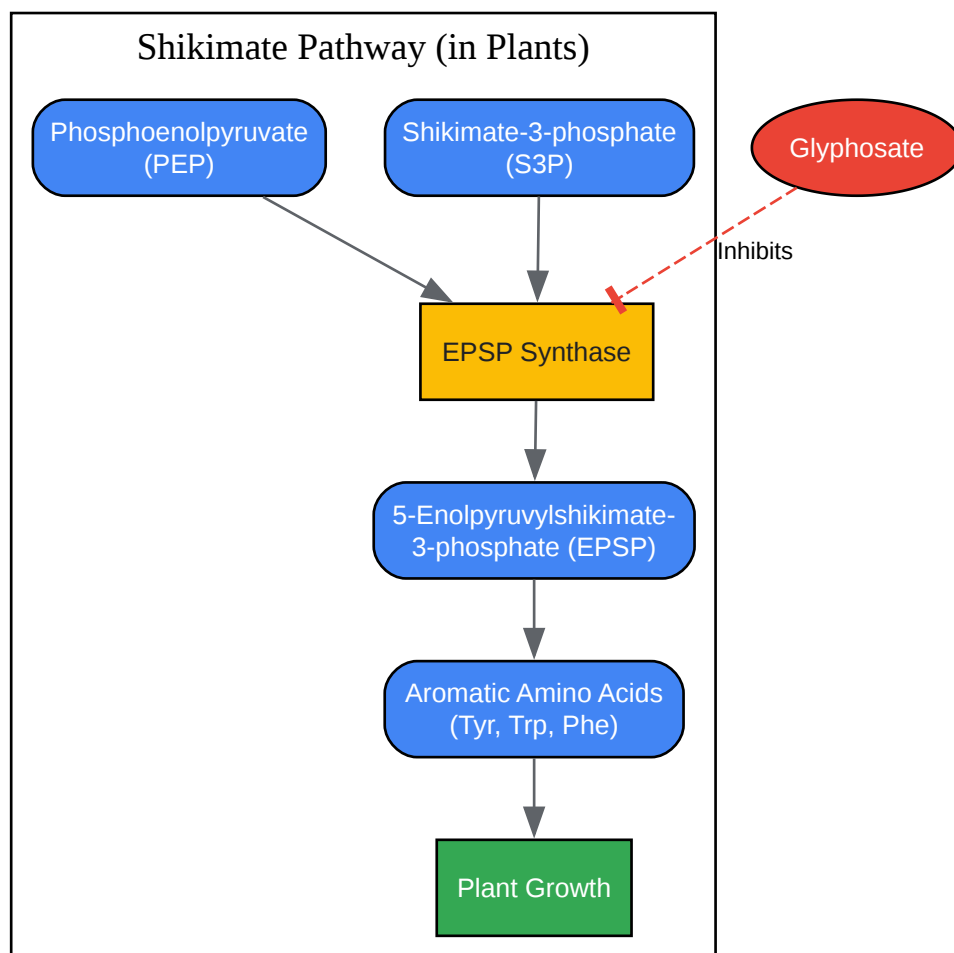 Shikimate Pathway (in Plants)
Phosphoenolpyruvate
(PEP)
Shikimate-3-phosphate
(S3P)
Glyphosate
Inhibits
EPSP Synthase
5-Enolpyruvylshikimate-
3-phosphate (EPSP)
Aromatic Amino Acids
(Tyr, Trp, Phe)
Plant Growth